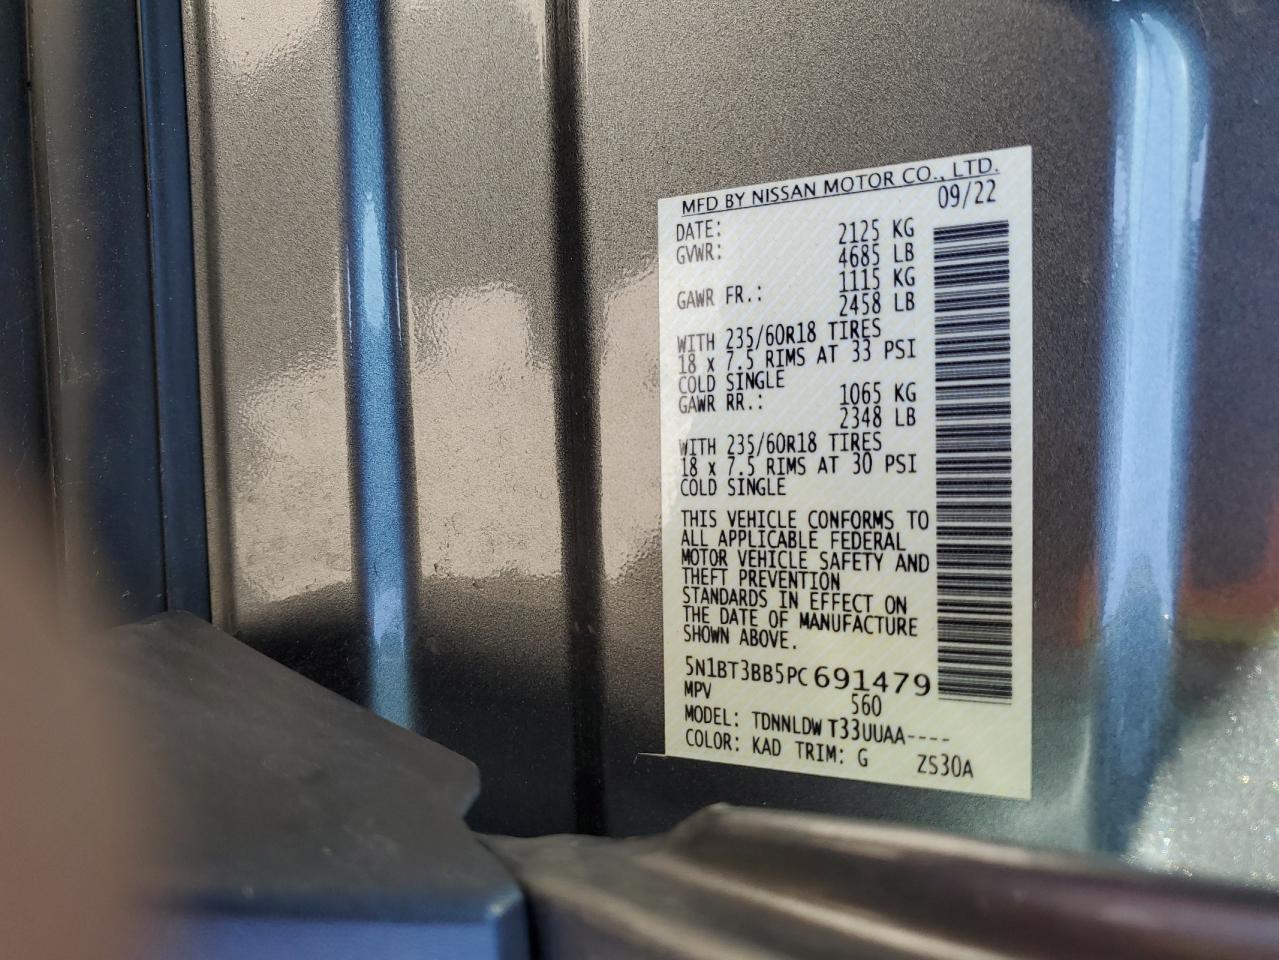 MFD BY NISSAN MOTOR CO., LTD.
DATE: 09/22
GVWR: 2125 KG
4685 LB
GAWR FR.: 1115 KG
2458 LB
WITH 235/60R18 TIRES
18 x 7.5 RIMS AT 33 PSI
COLD SINGLE
GAWR RR.: 1065 KG
2348 LB
WITH 235/60R18 TIRES
18 x 7.5 RIMS AT 30 PSI
COLD SINGLE
THIS VEHICLE CONFORMS TO
ALL APPLICABLE FEDERAL
MOTOR VEHICLE SAFETY AND
THEFT PREVENTION
STANDARDS IN EFFECT ON
THE DATE OF MANUFACTURE
SHOWN ABOVE.
5N1BT3BB5PC691479
MPV 560
MODEL: TDNNLDW T33UUAA----
COLOR: KAD TRIM: G ZS30A